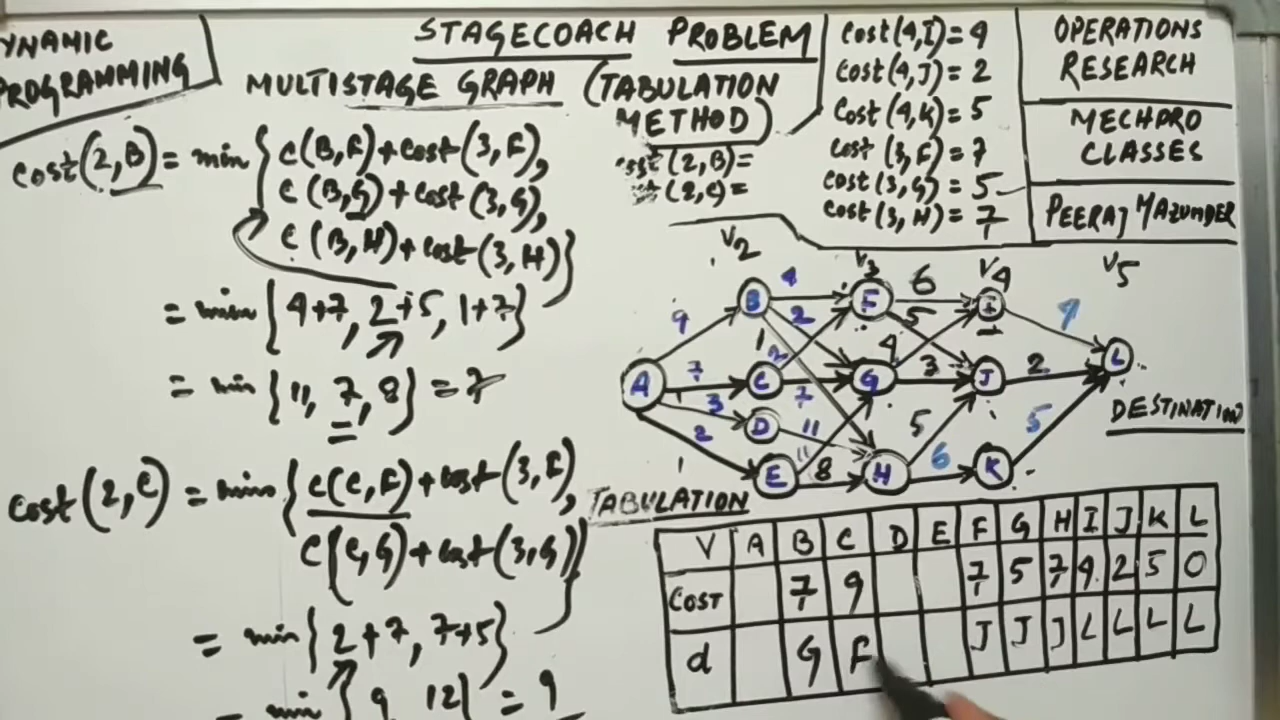 DYNAMIC
PROGRAMMING
STAGECOACH PROBLEM
MULTISTAGE GRAPH (TABULATION
METHOD)
cost(4,I)=9
cost(4,J)=2
cost(4,K)=5
cost(3,F)=7
cost(3,G)=5
cost(3,H)=7
OPERATIONS
RESEARCH
MECHPRO
CLASSES
PEERAJ MAZUMDER
cost(2,B)=
cost(2,C)=
cost(2,B)= min {C(B,F)+cost(3,F),
C(B,G)+cost(3,G),
C(B,H)+cost(3,H)}
= min {4+7, 2+5, 1+7}
= min {11, 7, 8} = 7
cost(2,C) = min {C(C,F)+cost(3,F),
C(C,G)+cost(3,G)}
= min {2+7, 7+5}
= min {9, 12} = 9
V2 V3 V4 V5
B 4 F 6 I
9 2 5 9
1 2 4
A 7 C 7 G 3 J 2 L
3 D 11 5 5
2 11 6
E 8 H K
DESTINATION
TABULATION
V A B C D E F G H I J K L
COST 7 9 7 5 7 9 2 5 0
d G F J J J L L L L